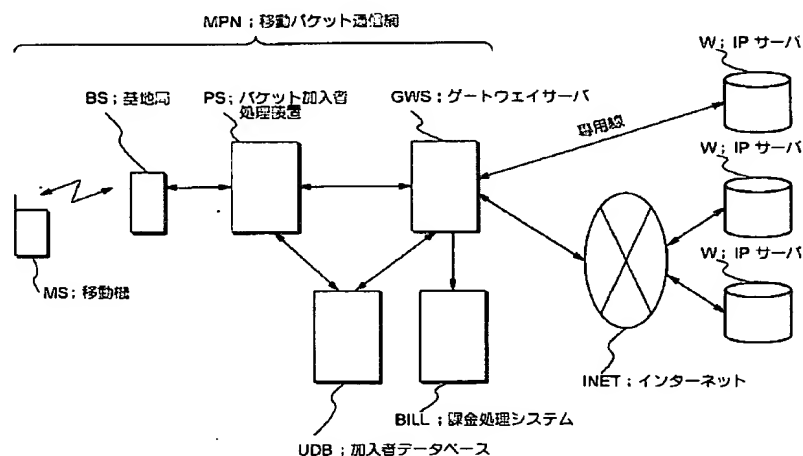 MPN；移動パケット通信網
W；IP サーバ
BS；基地局
PS；パケット加入者
処理装置
GWS；ゲートウェイサーバ
専用線
W；IP サーバ
W；IP サーバ
MS；移動機
INET；インターネット
BILL；課金処理システム
UDB；加入者データベース